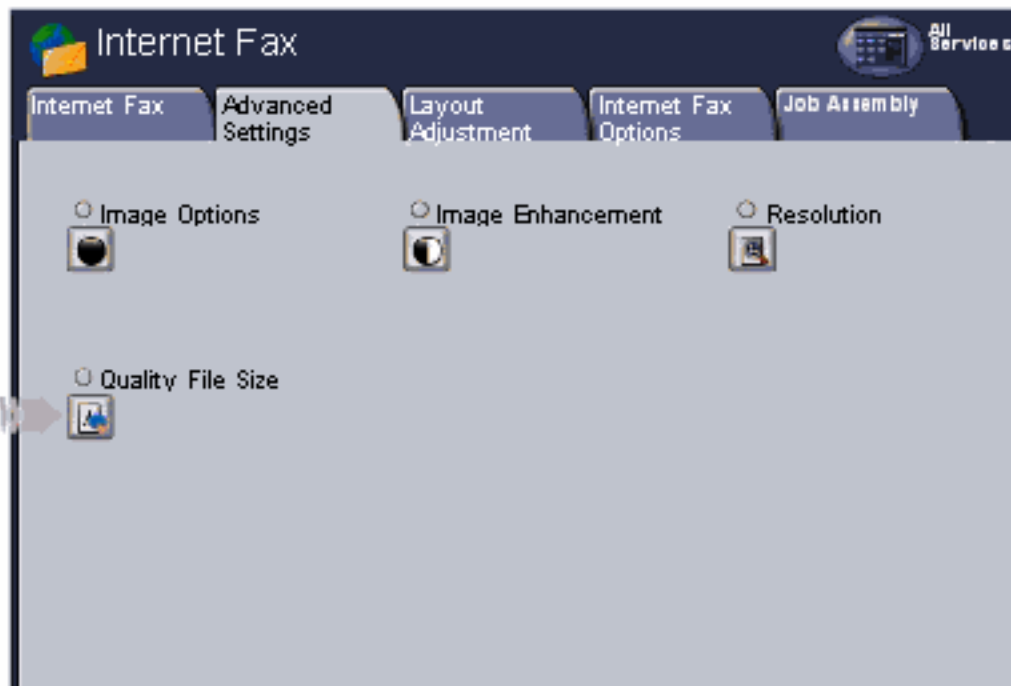 Internet Fax
All
Services
Internet Fax
Advanced
Settings
Layout
Adjustment
Internet Fax
Options
Job Assembly
Image Options
Image Enhancement
Resolution
Quality File Size